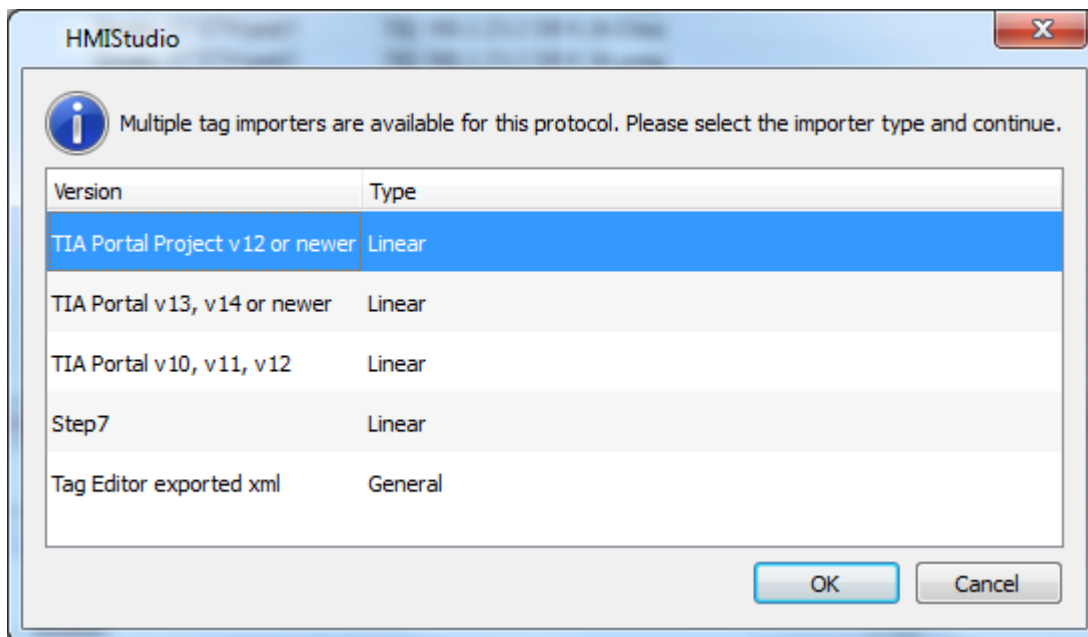 HMIStudio
Multiple tag importers are available for this protocol. Please select the importer type and continue.
Version Type
TIA Portal Project v12 or newer Linear
TIA Portal v13, v14 or newer Linear
TIA Portal v10, v11, v12 Linear
Step7 Linear
Tag Editor exported xml General
OK Cancel